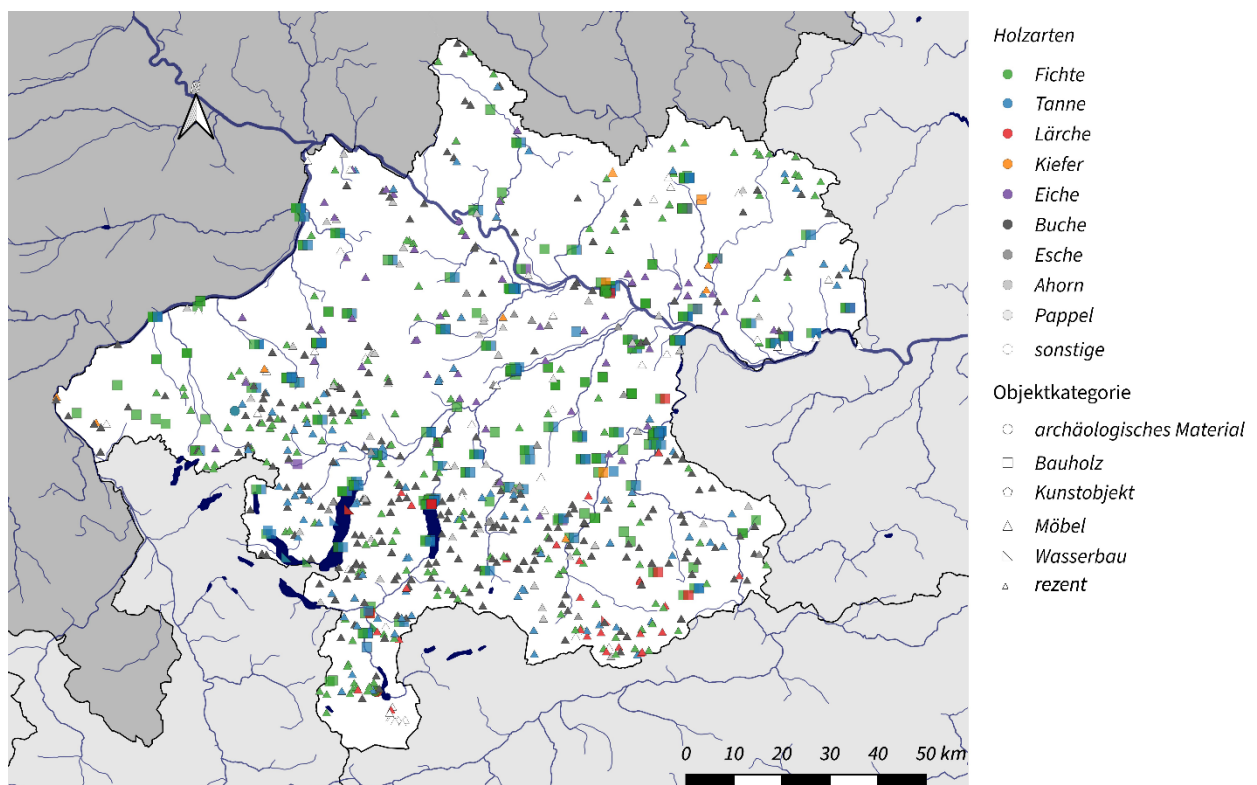 Holzarten
Fichte
Tanne
Lärche
Kiefer
Eiche
Buche
Esche
Ahorn
Pappel
sonstige
Objektkategorie
archäologisches Material
Bauholz
Kunstobjekt
Möbel
Wasserbau
rezent
0 10 20 30 40 50 km